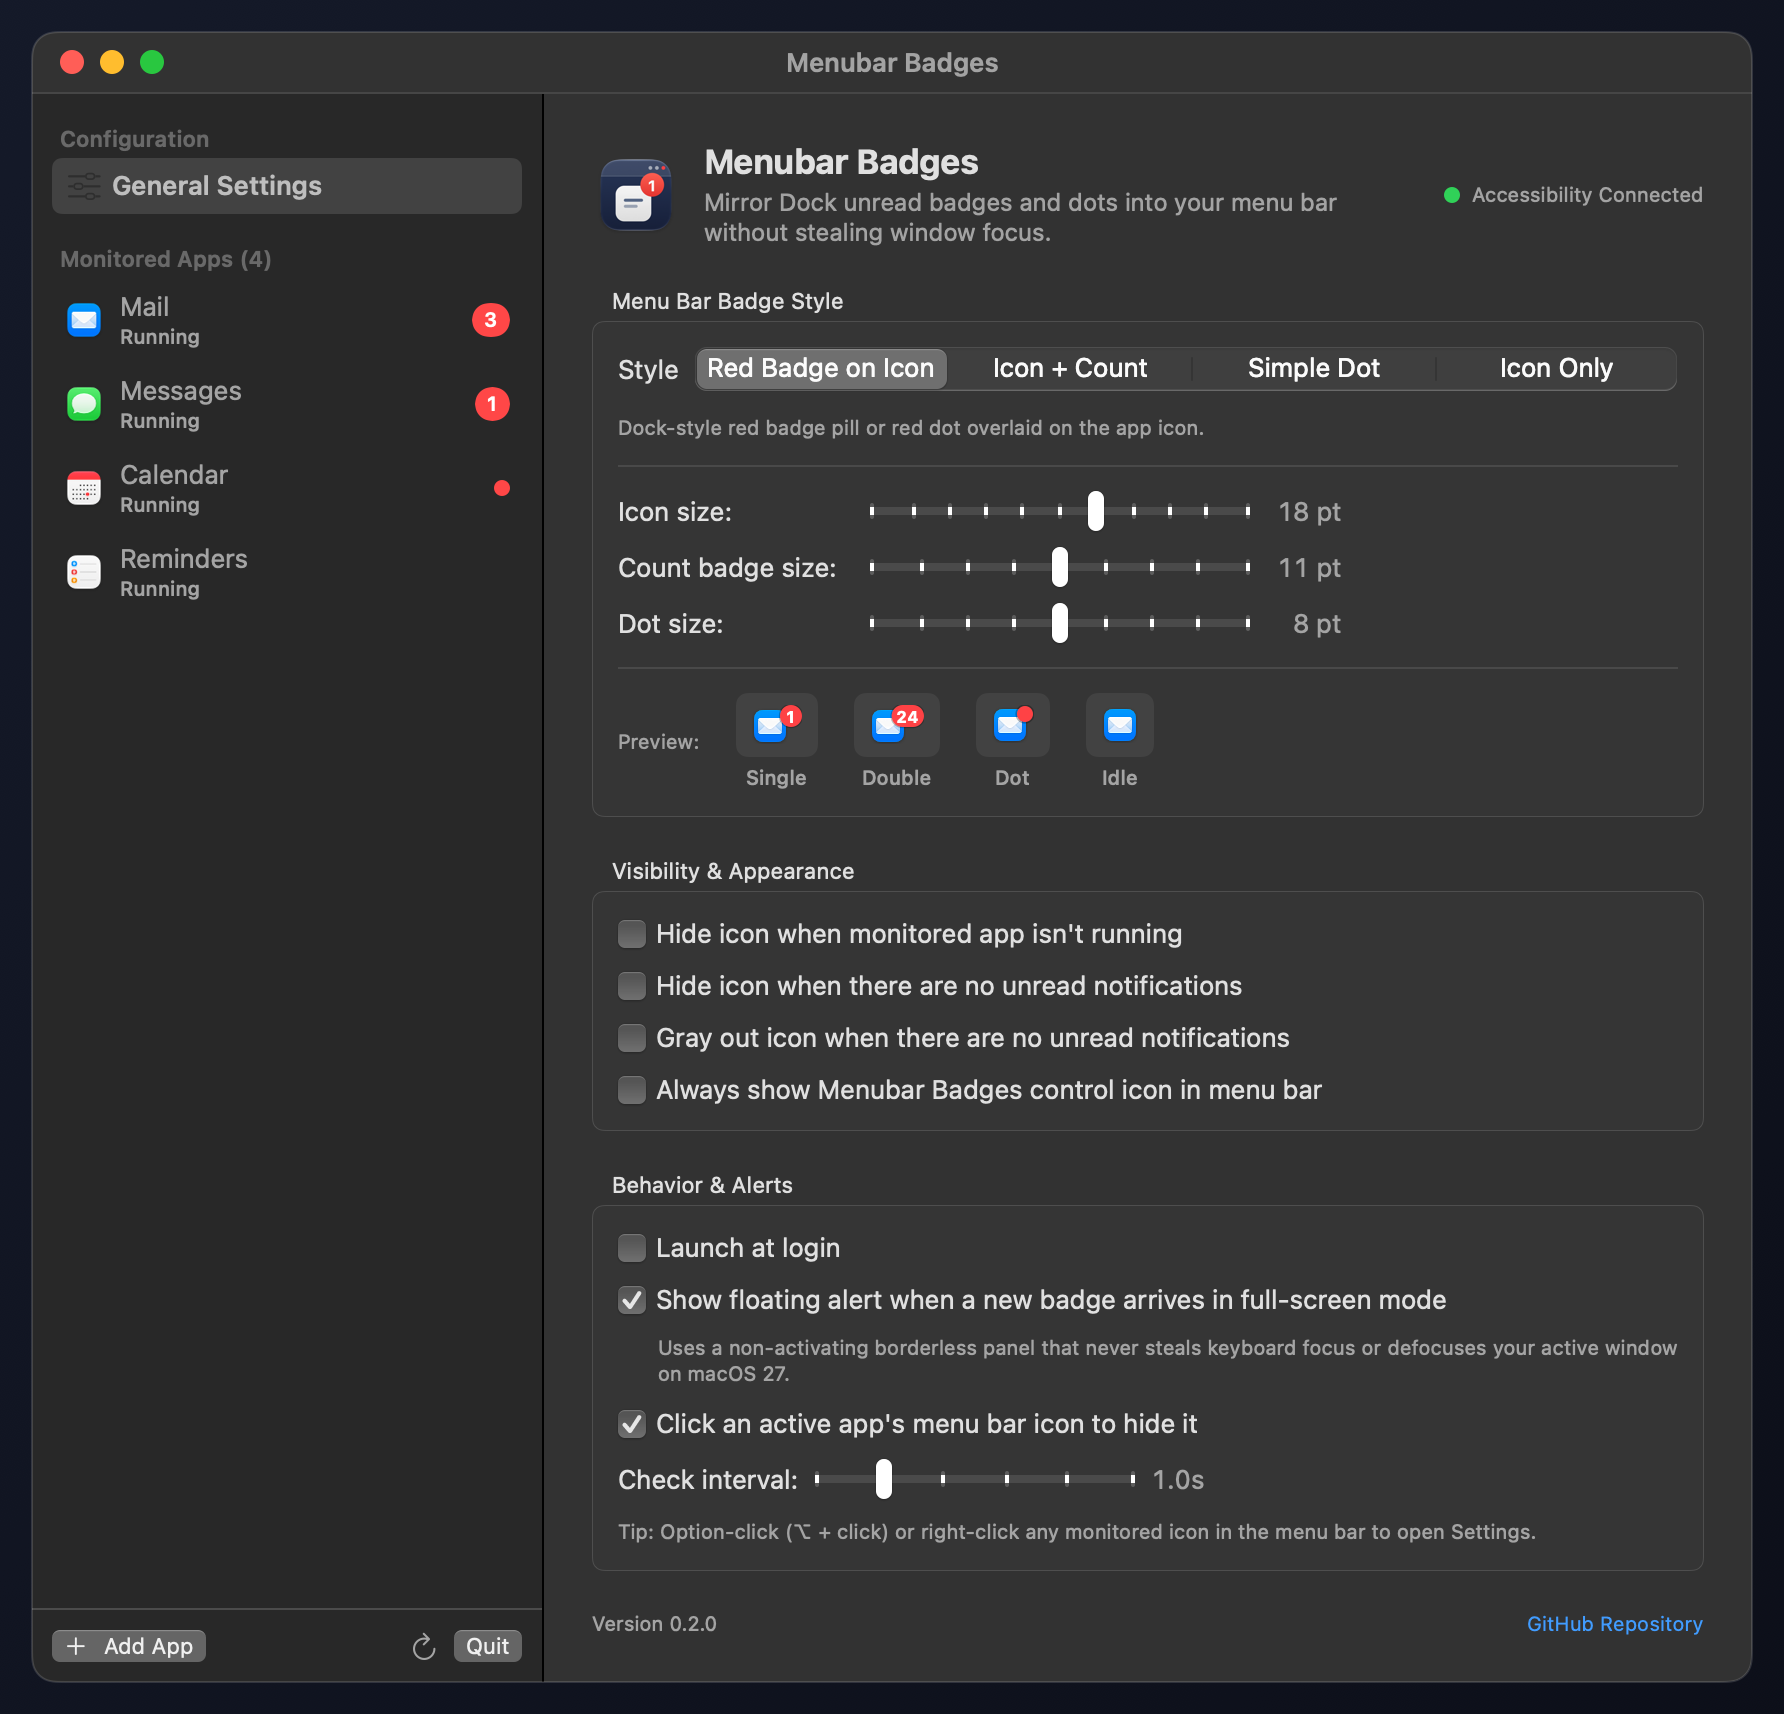 Menubar Badges
Configuration
General Settings
Monitored Apps (4)
Mail
Running
3
Messages
Running
1
Calendar
Running
Reminders
Running
Add App
Quit
1
Menubar Badges
Mirror Dock unread badges and dots into your menu bar
without stealing window focus.
Accessibility Connected
Menu Bar Badge Style
Style
Red Badge on Icon
Icon + Count
Simple Dot
Icon Only
Dock-style red badge pill or red dot overlaid on the app icon.
Icon size:
18 pt
Count badge size:
11 pt
Dot size:
8 pt
Preview:
1
24
Single
Double
Dot
Idle
Visibility & Appearance
Hide icon when monitored app isn't running
Hide icon when there are no unread notifications
Gray out icon when there are no unread notifications
Always show Menubar Badges control icon in menu bar
Behavior & Alerts
Launch at login
Show floating alert when a new badge arrives in full-screen mode
Uses a non-activating borderless panel that never steals keyboard focus or defocuses your active window
on macOS 27.
Click an active app's menu bar icon to hide it
Check interval:
1.0s
Tip: Option-click (⌥ + click) or right-click any monitored icon in the menu bar to open Settings.
Version 0.2.0
GitHub Repository